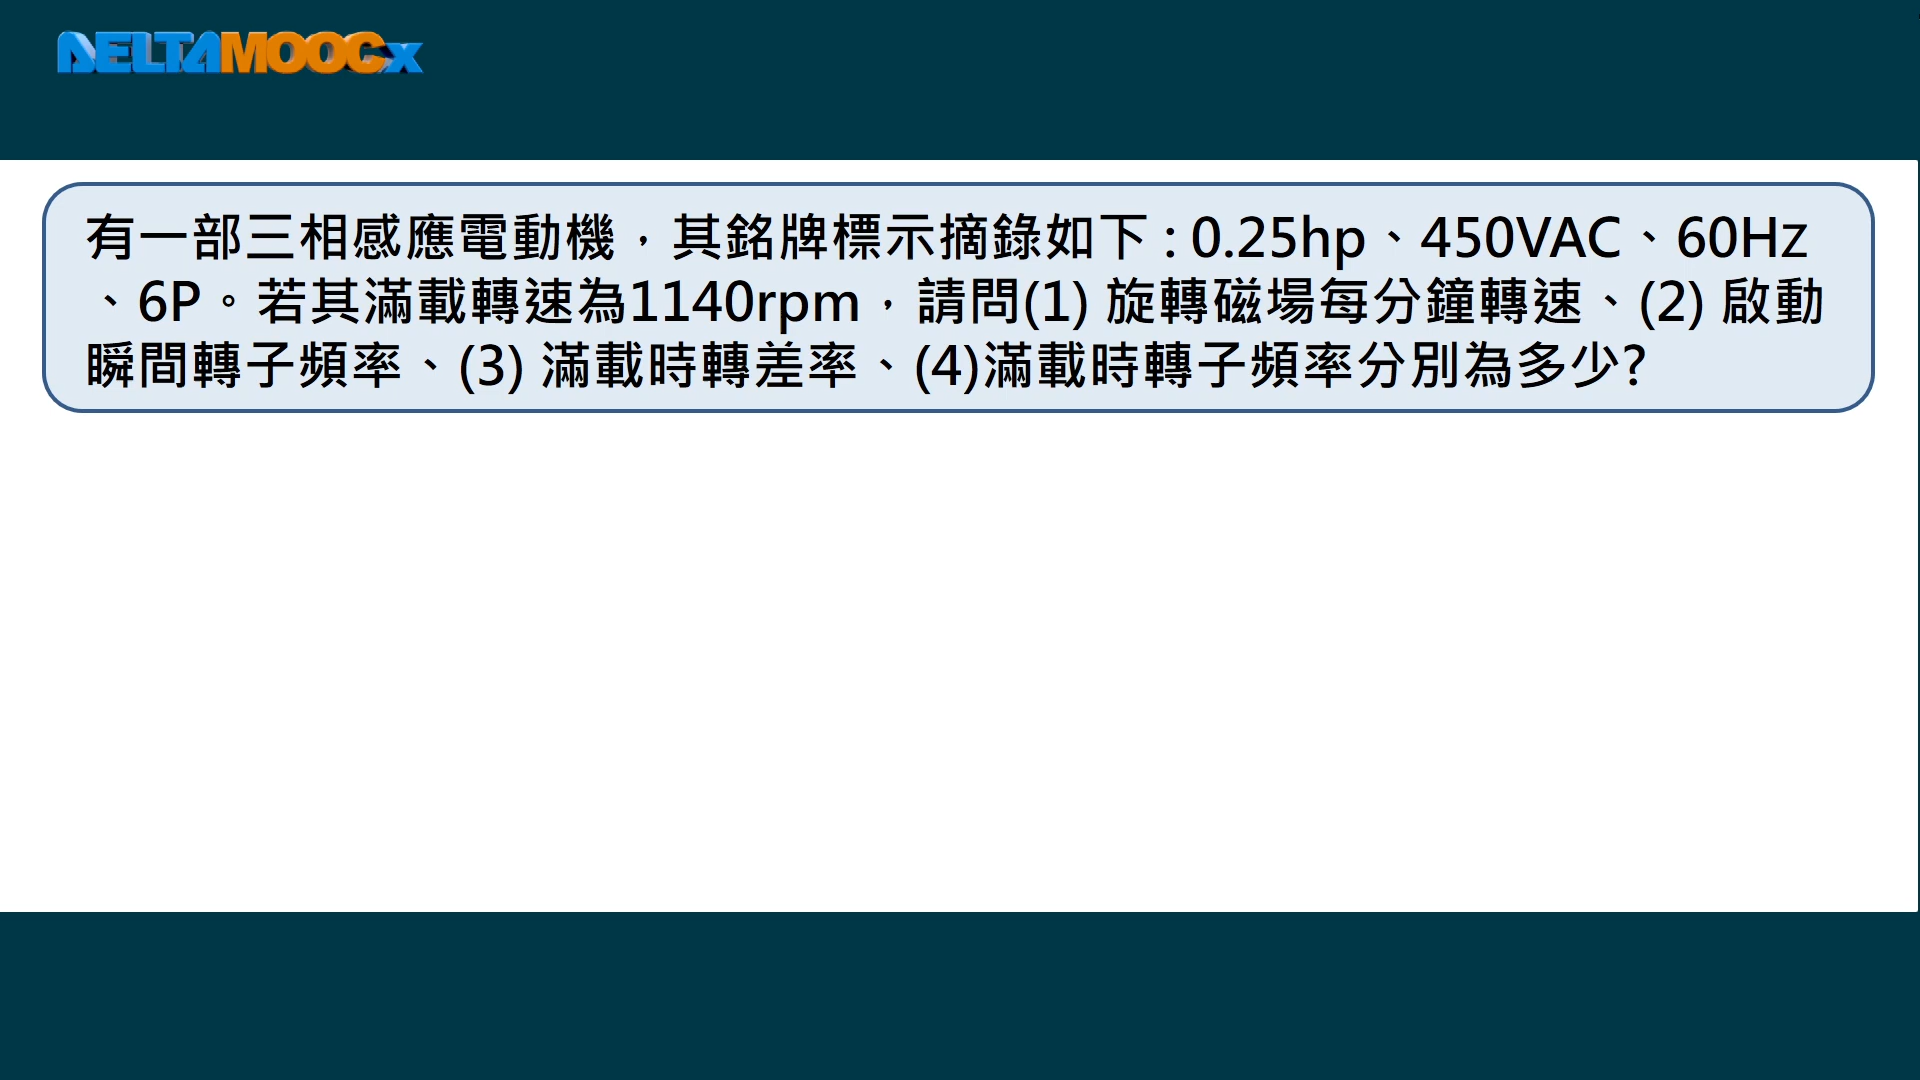 DELTAMOOCx
有一部三相感應電動機，其銘牌標示摘錄如下：0.25hp、450VAC、60Hz
、6P。若其滿載轉速為1140rpm，請問(1) 旋轉磁場每分鐘轉速、(2) 啟動
瞬間轉子頻率、(3) 滿載時轉差率、(4)滿載時轉子頻率分別為多少?